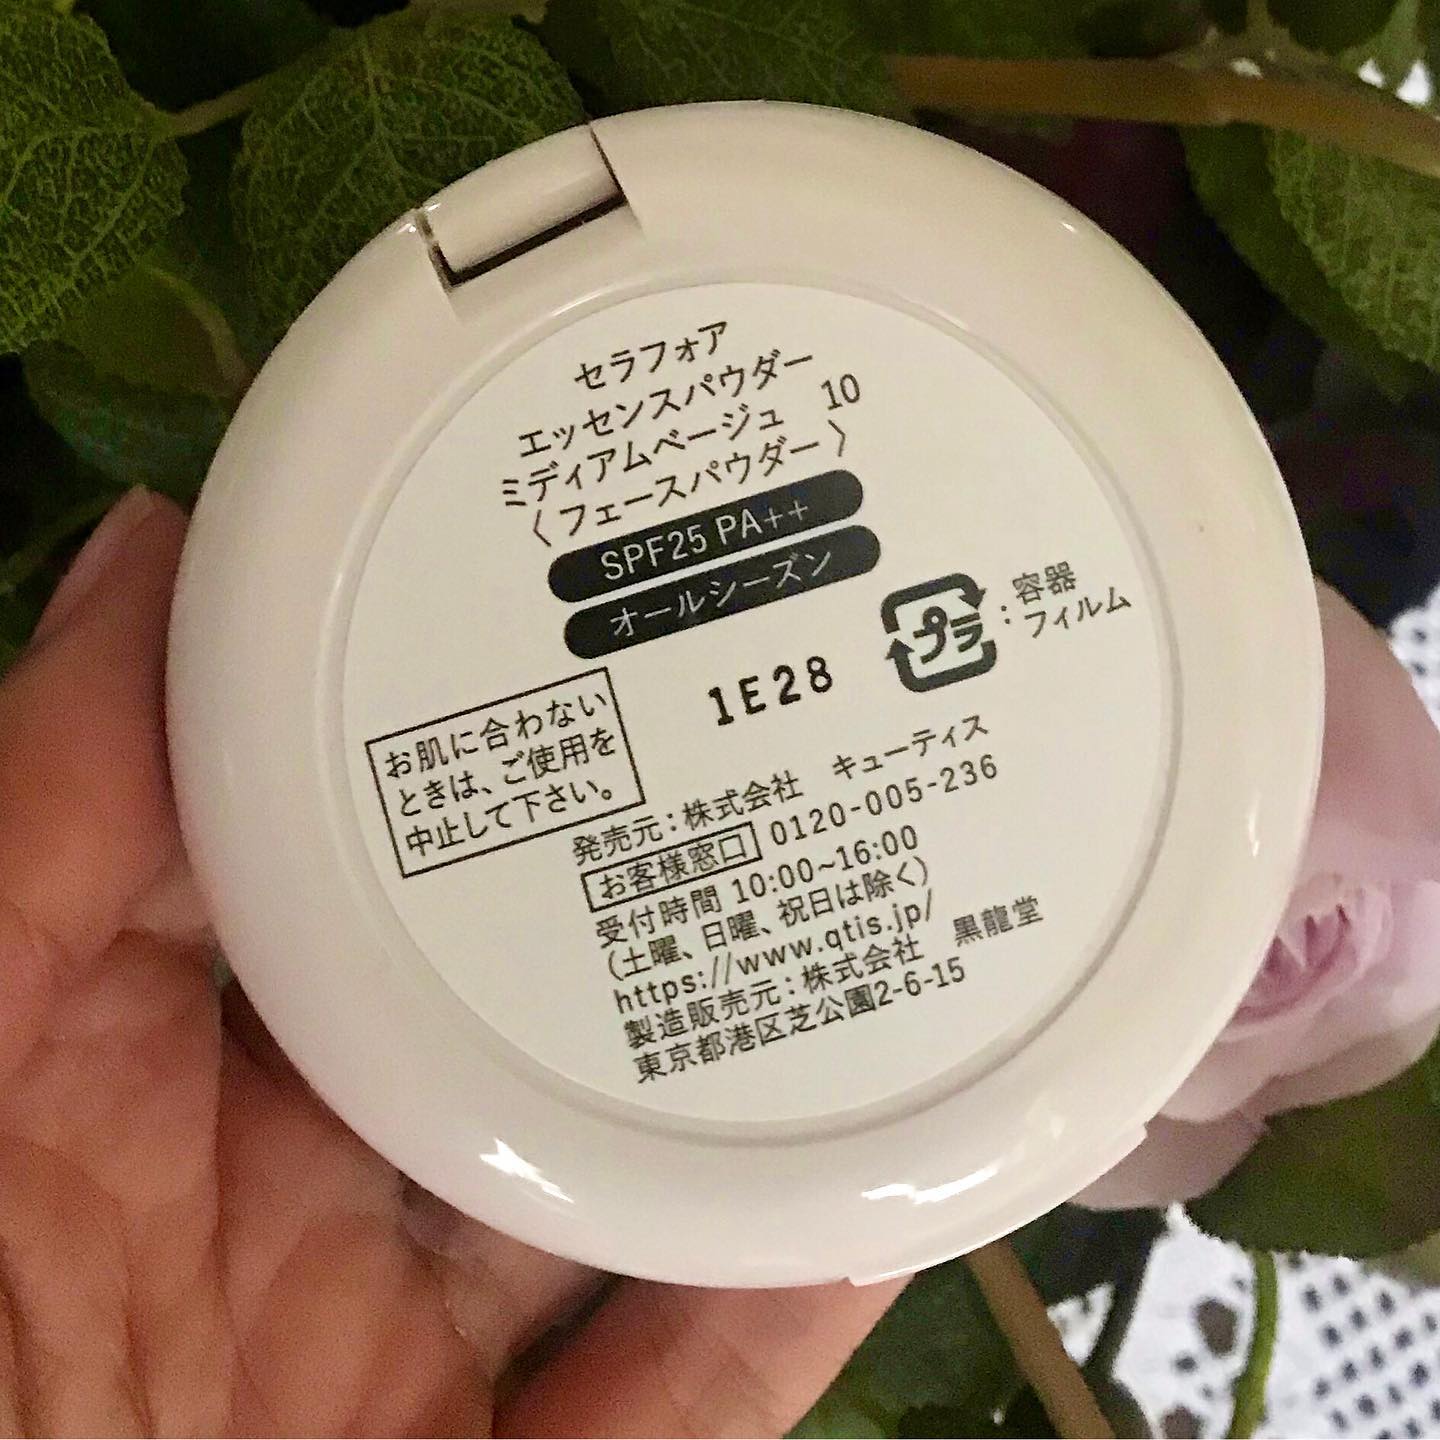 セラフォア
エッセンスパウダー
ミディアムベージュ 10
〈フェースパウダー〉
SPF25 PA++
オールシーズン
プラ
：容器
フィルム
1E28
お肌に合わない
ときは、ご使用を
中止して下さい。
発売元：株式会社 キューティス
お客様窓口 0120-005-236
受付時間 10:00~16:00
（土曜、日曜、祝日は除く）
https://www.qtis.jp/
製造販売元：株式会社 黒龍堂
東京都港区芝公園2-6-15